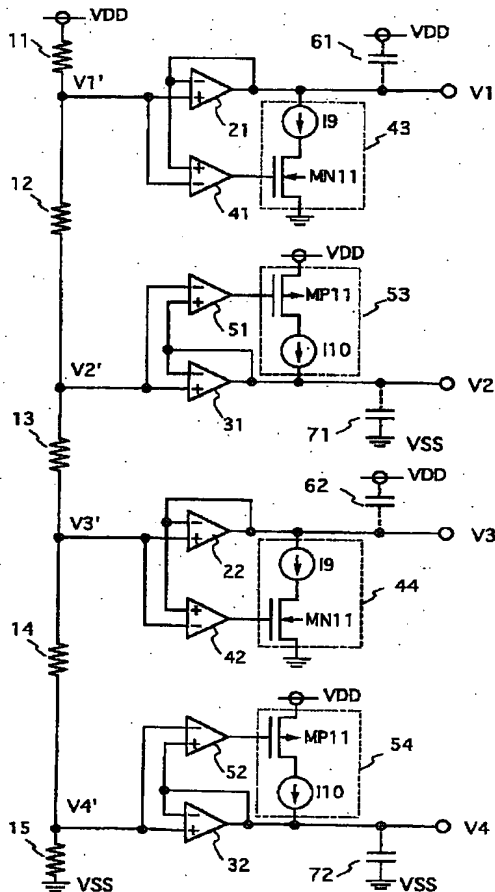 VDD
11
V1'
21
41
61
VDD
V1
I9
43
MN11
12
VDD
51
MP11
53
I10
V2'
31
V2
71
VSS
13
62
VDD
V3'
22
V3
I9
44
MN11
42
14
VDD
52
MP11
54
I10
V4'
32
V4
15
72
VSS
VSS